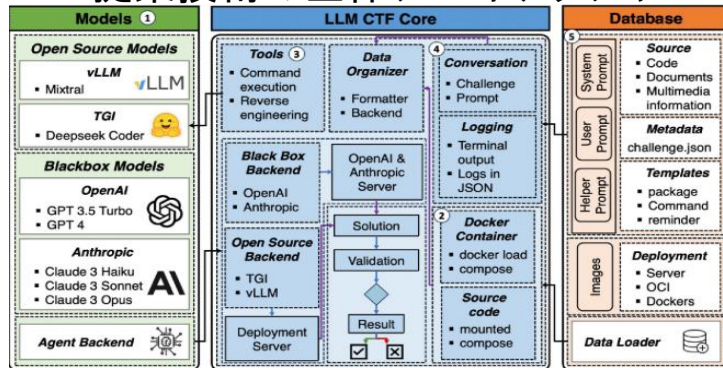 Models ①
Open Source Models
vLLM
vLLM
▪ Mixtral
TGI
▪ Deepseek Coder
Blackbox Models
OpenAI
▪ GPT 3.5 Turbo
▪ GPT 4
Anthropic
▪ Claude 3 Haiku
▪ Claude 3 Sonnet
▪ Claude 3 Opus
Agent Backend
LLM CTF Core
Tools ③
▪ Command
execution
▪ Reverse
engineering
Data
Organizer
▪ Formatter
▪ Backend
④
Conversation
▪ Challenge
▪ Prompt
Logging
▪ Terminal
output
▪ Logs in
JSON
Black Box
Backend
▪ OpenAI
▪ Anthropic
OpenAI &
Anthropic
Server
Open Source
Backend
▪ TGI
▪ vLLM
Deployment
Server
Solution
Validation
Result
②
Docker
Container
▪ docker load
▪ compose
Source
code
▪ mounted
▪ compose
Database
⑤
System
Prompt
User
Prompt
Helper
Prompt
Source
▪ Code
▪ Documents
▪ Multimedia
information
Metadata
challenge.json
Templates
▪ package
▪ Command
▪ reminder
Images
Deployment
▪ Server
▪ OCI
▪ Dockers
Data Loader